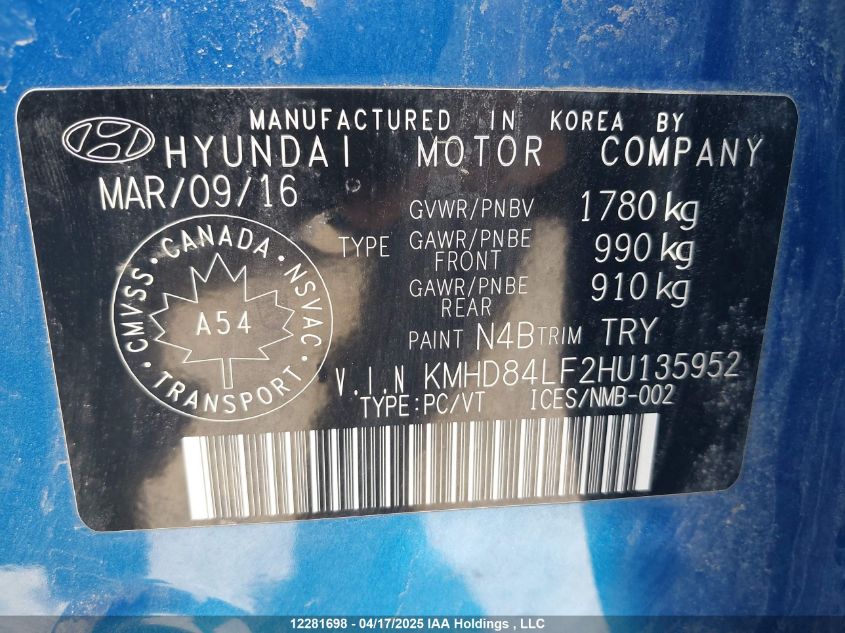 MANUFACTURED IN KOREA BY
HYUNDAI MOTOR COMPANY
MAR/09/16
GVWR/PNBV 1780 kg
TYPE GAWR/PNBE FRONT 990 kg
GAWR/PNBE REAR 910 kg
PAINT N4B TRIM TRY
CMVSS · CANADA · NSVAC · TRANSPORT ·
A54
V.I.N KMHD84LF2HU135952
TYPE:PC/VT ICES/NMB-002
12281698 - 04/17/2025 IAA Holdings , LLC